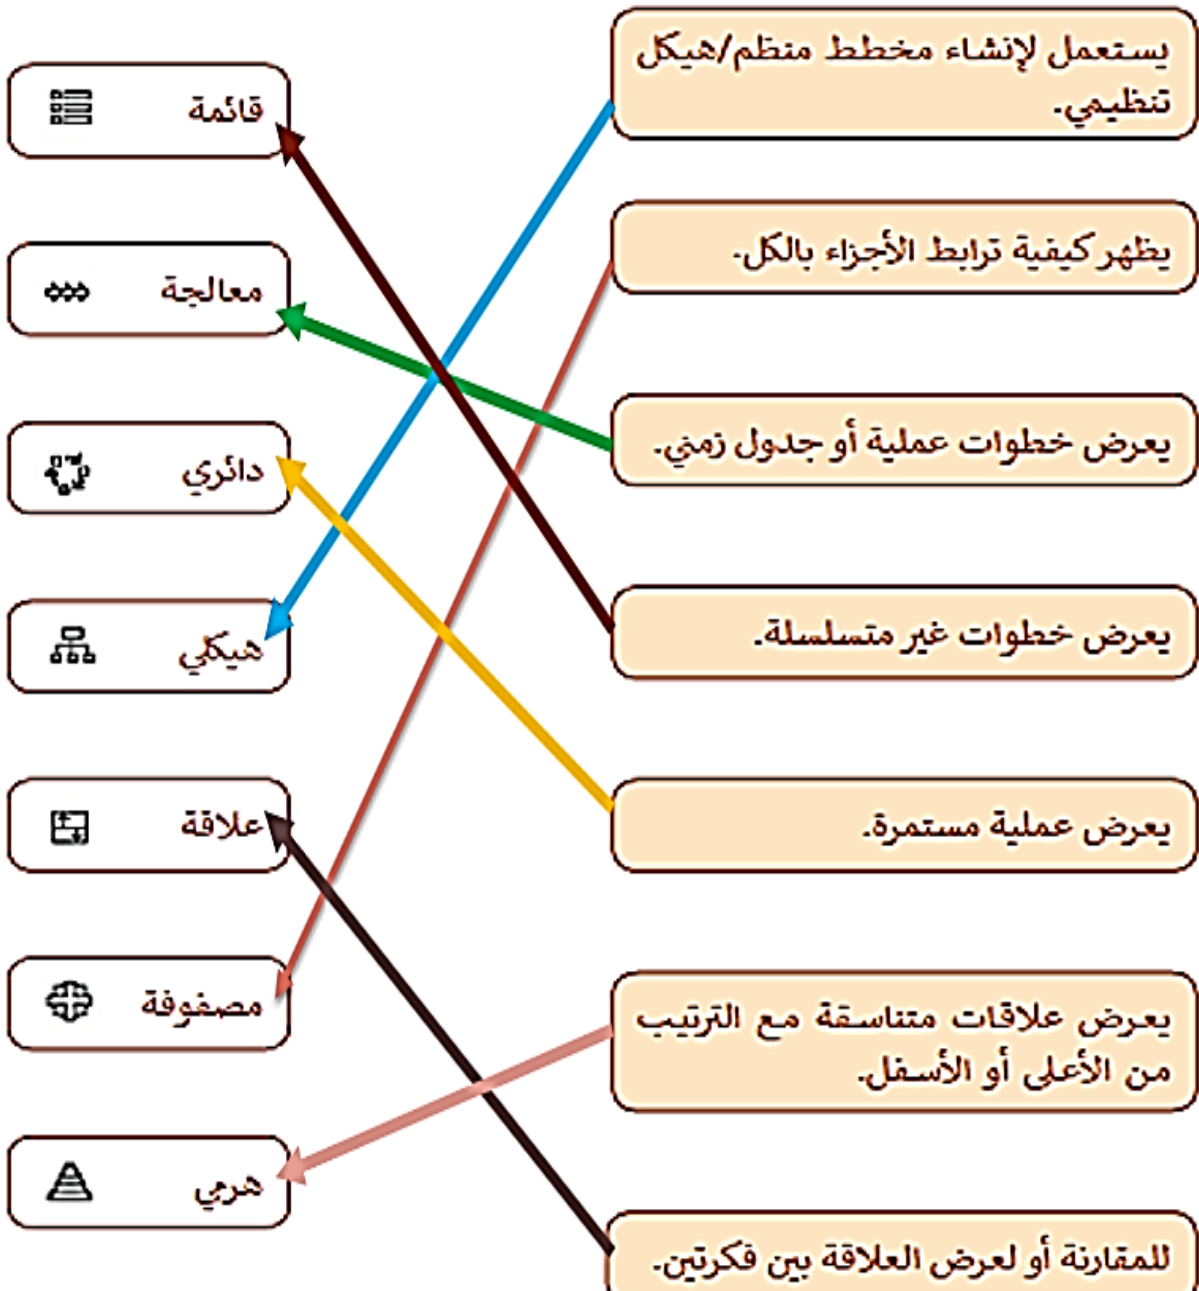 يستعمل لإنشاء مخطط منظم/هيكل
تنظيمي.
يظهر كيفية ترابط الأجزاء بالكل.
يعرض خطوات عملية أو جدول زمني.
يعرض خطوات غير متسلسلة.
يعرض عملية مستمرة.
يعرض علاقات متناسقة مع الترتيب
من الأعلى أو الأسفل.
للمقارنة أو لعرض العلاقة بين فكرتين.
قائمة
معالجة
دائري
هيكلي
علاقة
مصفوفة
هرمي